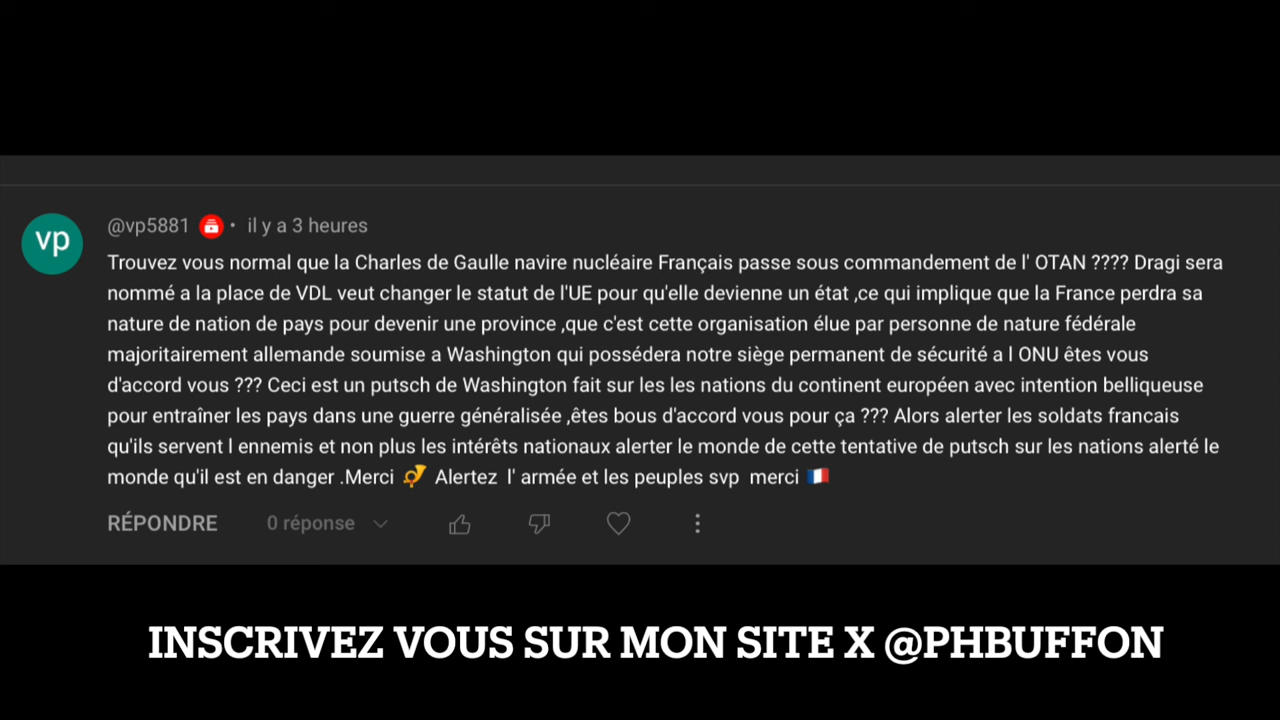 vp
@vp5881 • il y a 3 heures
Trouvez vous normal que la Charles de Gaulle navire nucléaire Français passe sous commandement de l' OTAN ???? Dragi sera
nommé a la place de VDL veut changer le statut de l'UE pour qu'elle devienne un état ,ce qui implique que la France perdra sa
nature de nation de pays pour devenir une province ,que c'est cette organisation élue par personne de nature fédérale
majoritairement allemande soumise a Washington qui possédera notre siège permanent de sécurité a l ONU êtes vous
d'accord vous ??? Ceci est un putsch de Washington fait sur les les nations du continent européen avec intention belliqueuse
pour entraîner les pays dans une guerre généralisée ,êtes bous d'accord vous pour ça ??? Alors alerter les soldats francais
qu'ils servent l ennemis et non plus les intérêts nationaux alerter le monde de cette tentative de putsch sur les nations alerté le
monde qu'il est en danger .Merci 📯 Alertez l' armée et les peuples svp merci 🇫🇷
RÉPONDRE 0 réponse
INSCRIVEZ VOUS SUR MON SITE X @PHBUFFON